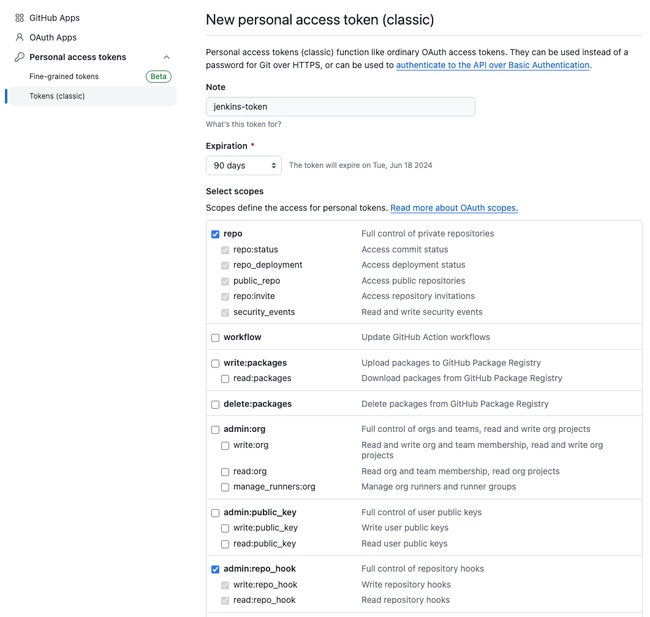 GitHub Apps
OAuth Apps
Personal access tokens
Fine-grained tokens Beta
Tokens (classic)
New personal access token (classic)
Personal access tokens (classic) function like ordinary OAuth access tokens. They can be used instead of a
password for Git over HTTPS, or can be used to authenticate to the API over Basic Authentication.
Note
jenkins-token
What's this token for?
Expiration *
90 days The token will expire on Tue, Jun 18 2024
Select scopes
Scopes define the access for personal tokens. Read more about OAuth scopes.
repo Full control of private repositories
repo:status Access commit status
repo_deployment Access deployment status
public_repo Access public repositories
repo:invite Access repository invitations
security_events Read and write security events
workflow Update GitHub Action workflows
write:packages Upload packages to GitHub Package Registry
read:packages Download packages from GitHub Package Registry
delete:packages Delete packages from GitHub Package Registry
admin:org Full control of orgs and teams, read and write org projects
write:org Read and write org and team membership, read and write org
projects
read:org Read org and team membership, read org projects
manage_runners:org Manage org runners and runner groups
admin:public_key Full control of user public keys
write:public_key Write user public keys
read:public_key Read user public keys
admin:repo_hook Full control of repository hooks
write:repo_hook Write repository hooks
read:repo_hook Read repository hooks